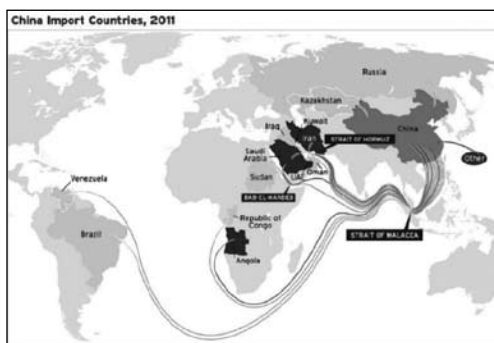 China Import Countries, 2011
Russia
Kazakhstan
Kuwait
Iraq
Iran
STRAIT OF HORMUZ
China
Saudi
Arabia
Other
Oman
Sudan
Venezuela
BAB EL-MANDEB
Republic of
Congo
STRAIT OF MALACCA
Brazil
Angola